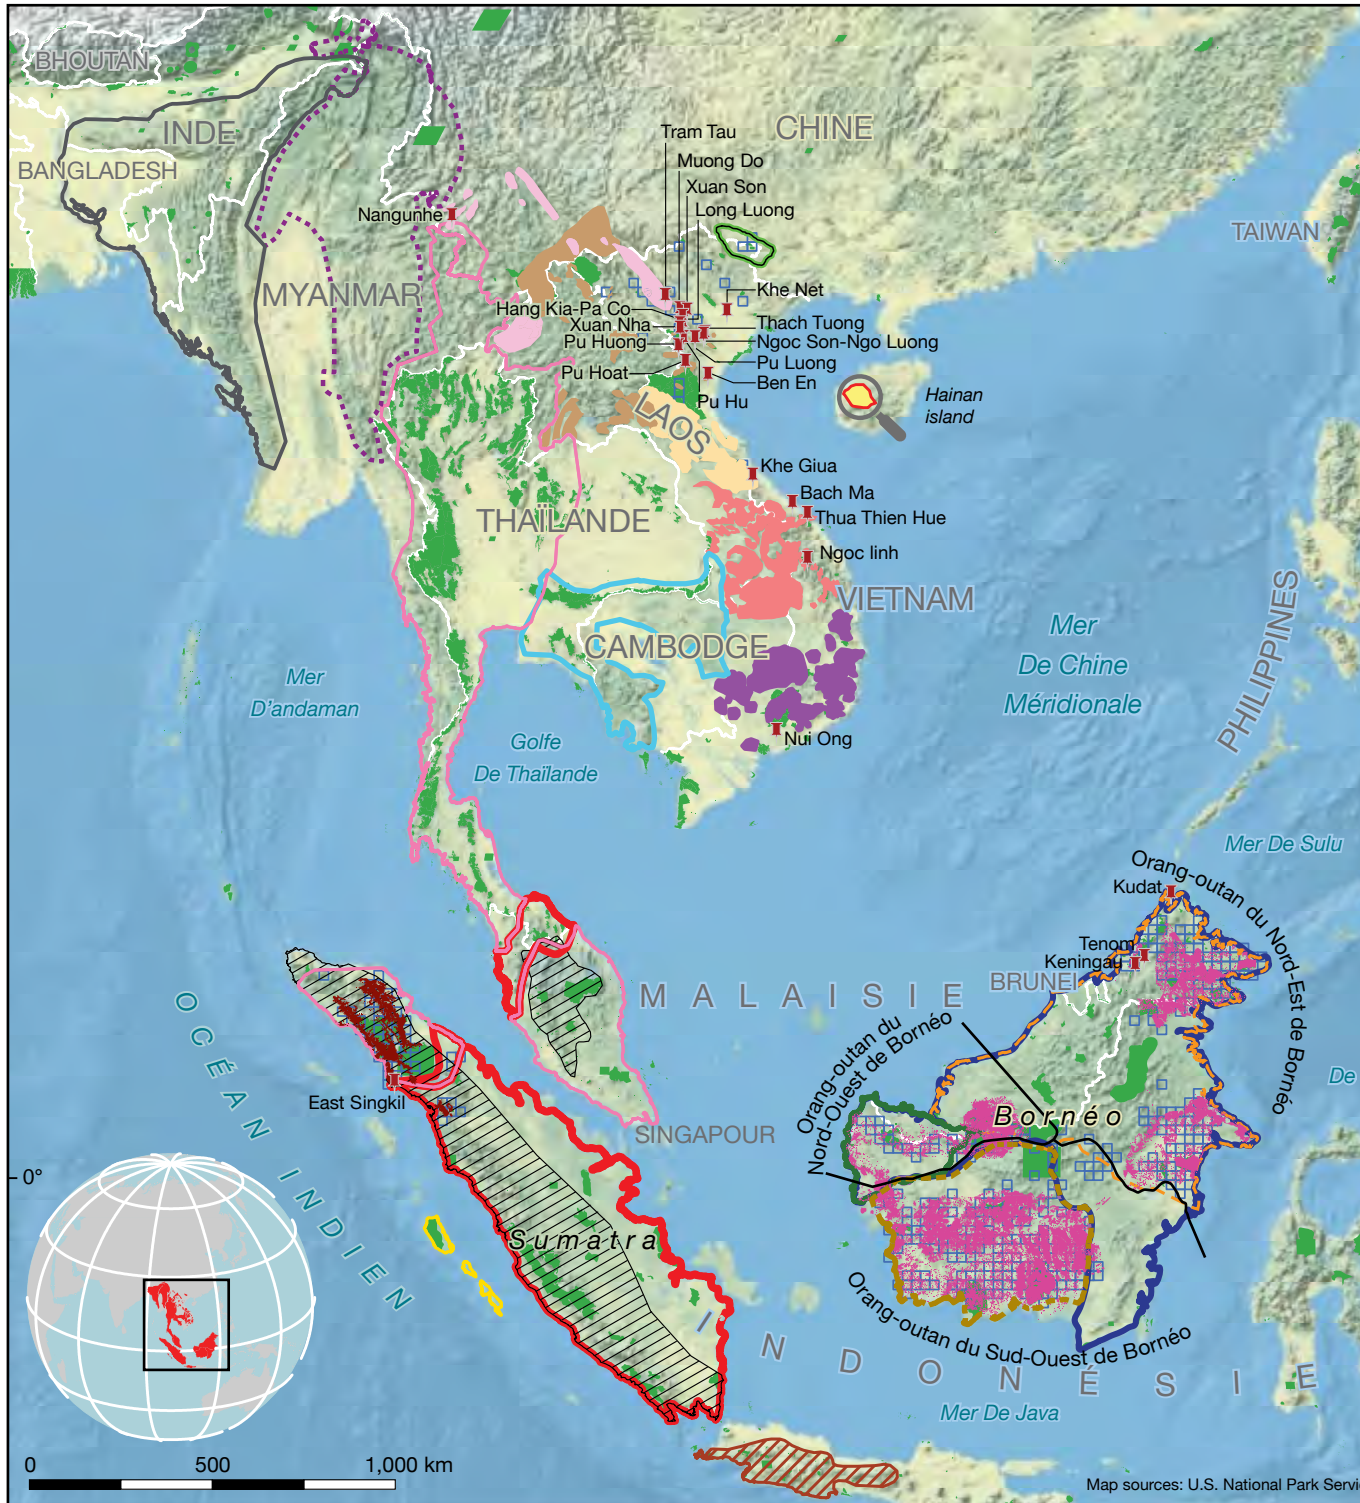 BHOUTAN
INDE
BANGLADESH
CHINE
Tram Tau
Muong Do
Xuan Son
Long Luong
Nangunhe
TAIWAN
MYANMAR
Khe Net
Hang Kia-Pa Co
Xuan Nha
Thach Tuong
Pu Huong
Ngoc Son-Ngo Luong
Pu Luong
Pu Hoat
Ben En
Pu Hu
Hainan
island
LAOS
Khe Giua
Bach Ma
THAÏLANDE
Thua Thien Hue
Ngoc linh
VIETNAM
CAMBODGE
Mer
De Chine
Méridionale
PHILIPPINES
Mer
D'andaman
Nui Ong
Golfe
De Thaïlande
Mer De Sulu
Orang-outan du Nord-Est de Bornéo
Kudat
Tenom
Keningau
BRUNEI
MALAISIE
OCÉAN INDIEN
Orang-outan du
Nord-Ouest de Bornéo
De
East Singkil
Bornéo
SINGAPOUR
0°
Sumatra
Orang-outan du Sud-Ouest de Bornéo
INDONÉSIE
Mer De Java
0 500 1,000 km
Map sources: U.S. National Park Servi